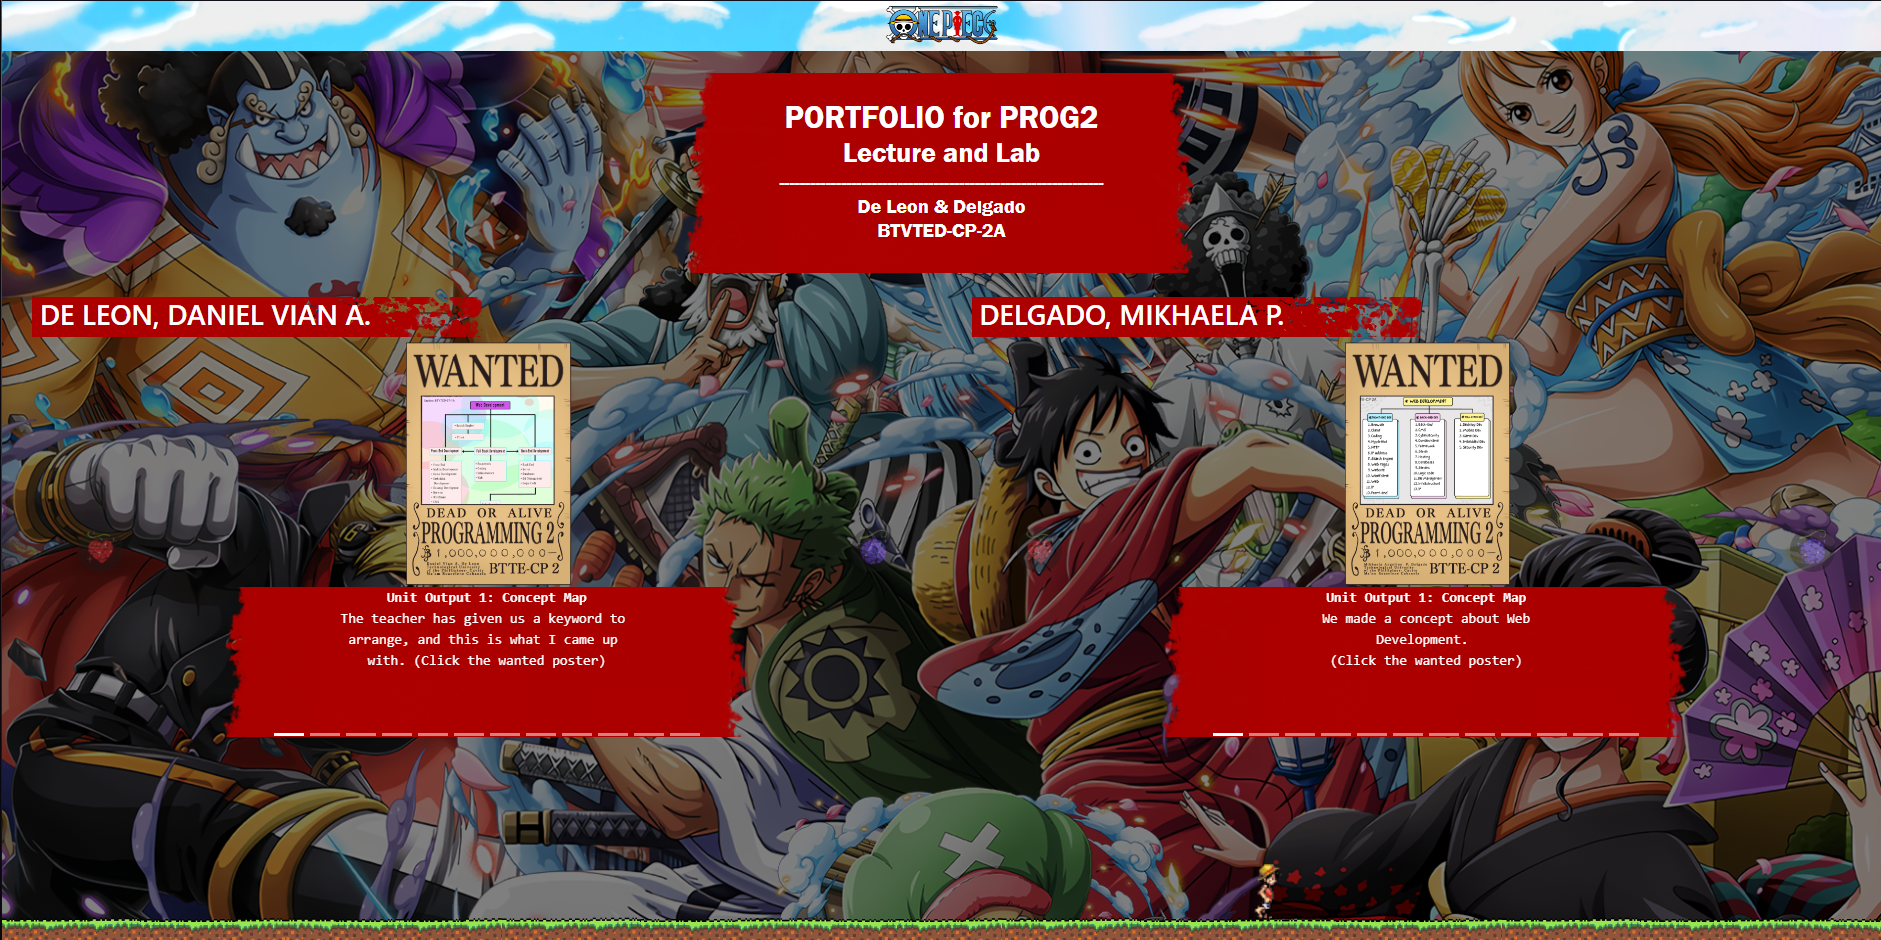 ONE PIECE
PORTFOLIO for PROG2
Lecture and Lab
De Leon & Delgado
BTVTED-CP-2A
DE LEON, DANIEL VIAN A.
WANTED
Web Development
DEAD OR ALIVE
PROGRAMMING 2
$1,000,000,000-
BTTE-CP 2
Unit Output 1: Concept Map
The teacher has given us a keyword to
arrange, and this is what I came up
with. (Click the wanted poster)
DELGADO, MIKHAELA P.
WANTED
WEB DEVELOPMENT
DEAD OR ALIVE
PROGRAMMING 2
$1,000,000,000-
BTTE-CP 2
Unit Output 1: Concept Map
We made a concept about Web
Development.
(Click the wanted poster)